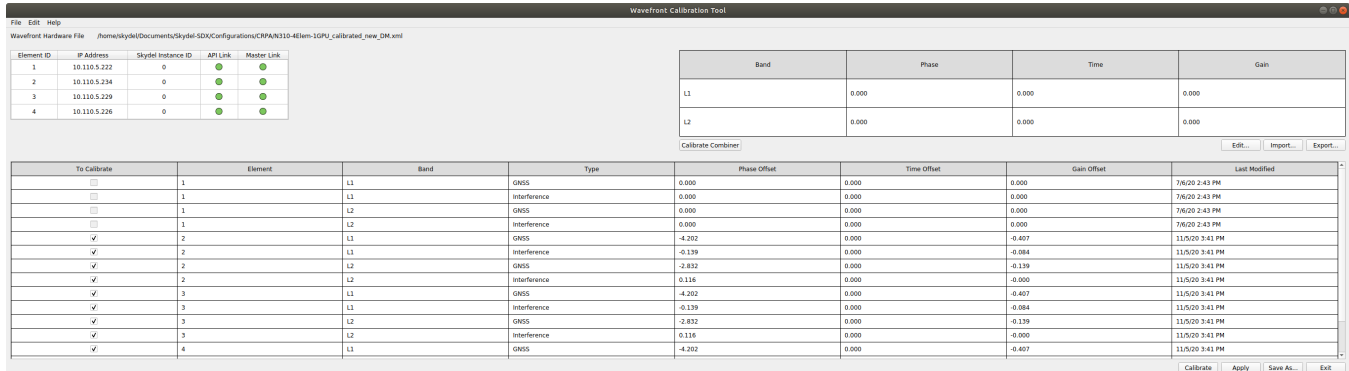 Wavefront Calibration Tool
File Edit Help
Wavefront Hardware File /home/skydel/Documents/Skydel-SDX/Configurations/CRPA/N310-4Elem-1GPU_calibrated_new_DM.xml
Element ID IP Address Skydel Instance ID API Link Master Link
1 10.110.5.222 0
2 10.110.5.234 0
3 10.110.5.229 0
4 10.110.5.226 0
Band Phase Time Gain
L1 0.000 0.000 0.000
L2 0.000 0.000 0.000
Calibrate Combiner Edit... Import... Export...
To Calibrate Element Band Type Phase Offset Time Offset Gain Offset Last Modified
1 L1 GNSS 0.000 0.000 0.000 7/6/20 2:43 PM
1 L1 Interference 0.000 0.000 0.000 7/6/20 2:43 PM
1 L2 GNSS 0.000 0.000 0.000 7/6/20 2:43 PM
1 L2 Interference 0.000 0.000 0.000 7/6/20 2:43 PM
2 L1 GNSS -4.202 0.000 -0.407 11/5/20 3:41 PM
2 L1 Interference -0.139 0.000 -0.084 11/5/20 3:41 PM
2 L2 GNSS -2.832 0.000 -0.139 11/5/20 3:41 PM
2 L2 Interference 0.116 0.000 -0.000 11/5/20 3:41 PM
3 L1 GNSS -4.202 0.000 -0.407 11/5/20 3:41 PM
3 L1 Interference -0.139 0.000 -0.084 11/5/20 3:41 PM
3 L2 GNSS -2.832 0.000 -0.139 11/5/20 3:41 PM
3 L2 Interference 0.116 0.000 -0.000 11/5/20 3:41 PM
4 L1 GNSS -4.202 0.000 -0.407 11/5/20 3:41 PM
Calibrate Apply Save As... Exit